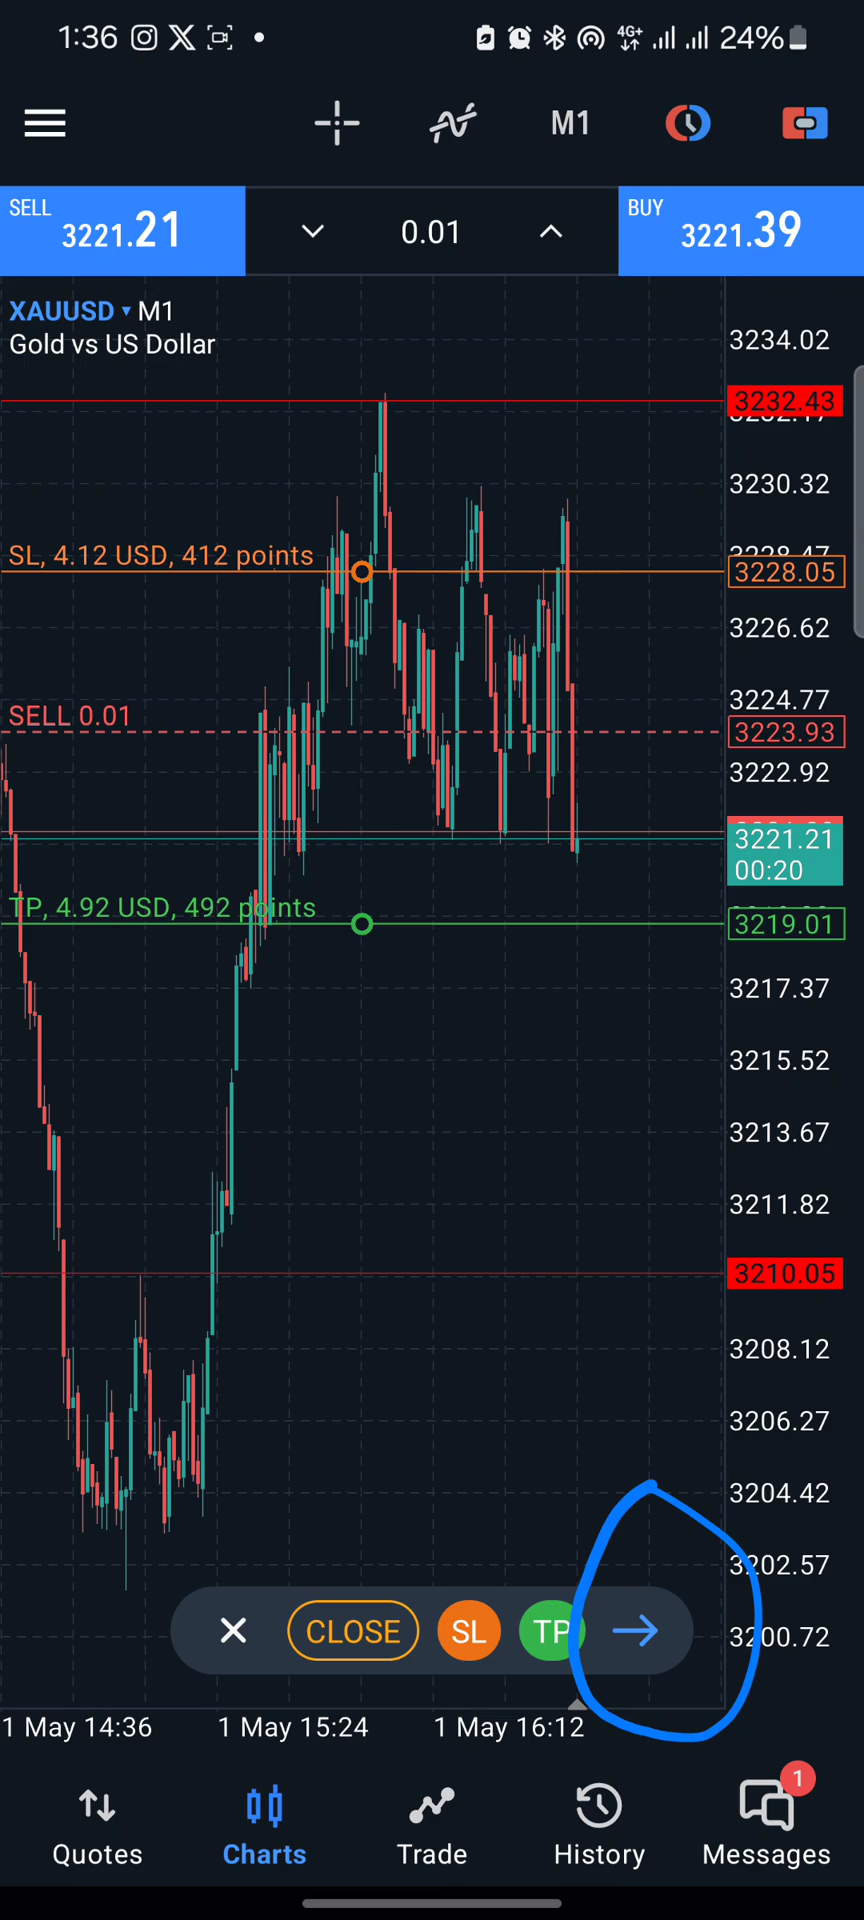 1:36 4G+ 24%
M1
SELL 3221.21
0.01
BUY 3221.39
XAUUSD M1
Gold vs US Dollar
3234.02
3232.43
3230.32
SL, 4.12 USD, 412 points
3228.05
3226.62
3224.77
SELL 0.01
3223.93
3222.92
3221.21
00:20
TP, 4.92 USD, 492 points
3219.01
3217.37
3215.52
3213.67
3211.82
3210.05
3208.12
3206.27
3204.42
3202.57
CLOSE SL TP
3200.72
1 May 14:36 1 May 15:24 1 May 16:12
1
Quotes Charts Trade History Messages